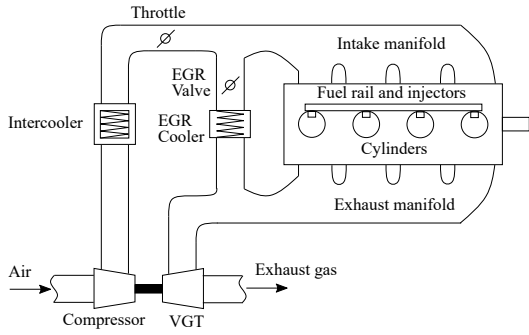 Throttle
Intake manifold
EGR
Valve
Fuel rail and injectors
Intercooler
EGR
Cooler
Cylinders
Exhaust manifold
Air
Exhaust gas
Compressor
VGT